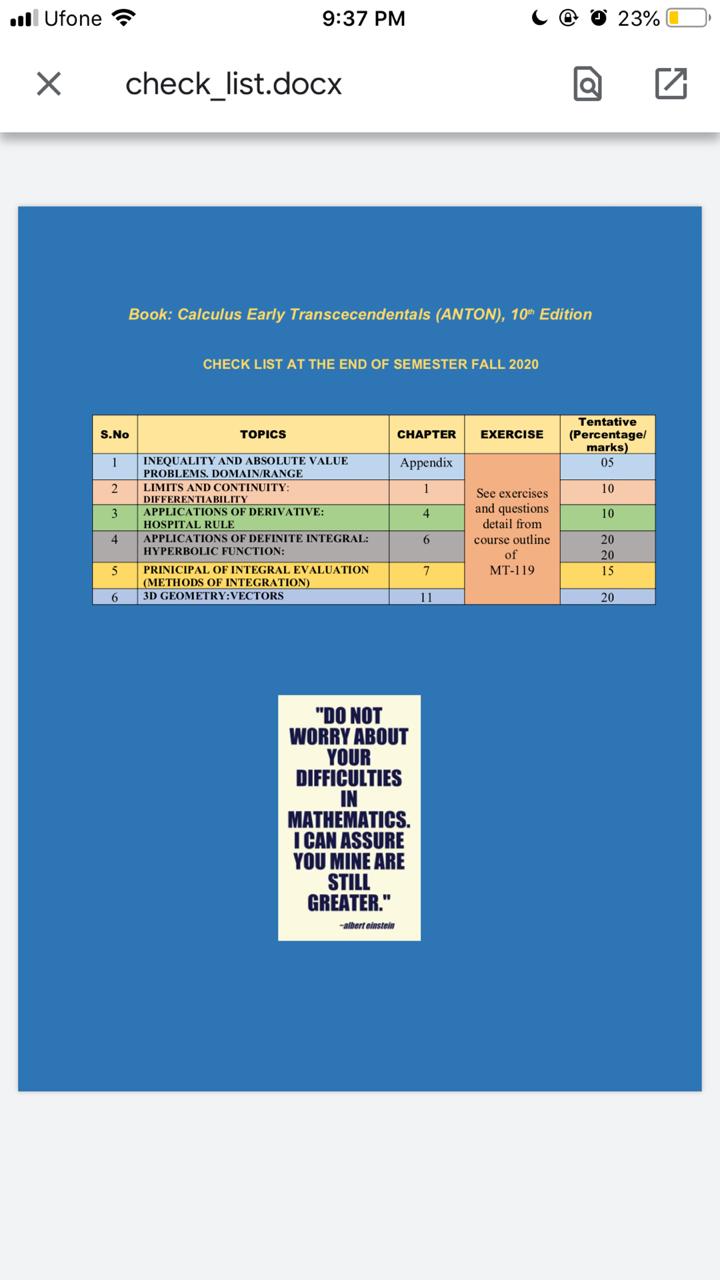 Ufone 9:37 PM 23%
check_list.docx
Book: Calculus Early Transcecendentals (ANTON), 10th Edition
CHECK LIST AT THE END OF SEMESTER FALL 2020
S.No TOPICS CHAPTER EXERCISE Tentative (Percentage/ marks)
1 INEQUALITY AND ABSOLUTE VALUE Appendix 05
PROBLEMS. DOMAIN/RANGE
2 LIMITS AND CONTINUITY: 1 10
DIFFERENTIABILITY
3 APPLICATIONS OF DERIVATIVE: 4 10
HOSPITAL RULE
4 APPLICATIONS OF DEFINITE INTEGRAL: 6 20
HYPERBOLIC FUNCTION: 20
5 PRINICIPAL OF INTEGRAL EVALUATION 7 15
(METHODS OF INTEGRATION)
6 3D GEOMETRY:VECTORS 11 20
See exercises
and questions
detail from
course outline
of
MT-119
"DO NOT
WORRY ABOUT
YOUR
DIFFICULTIES
IN
MATHEMATICS.
I CAN ASSURE
YOU MINE ARE
STILL
GREATER."
~albert einstein